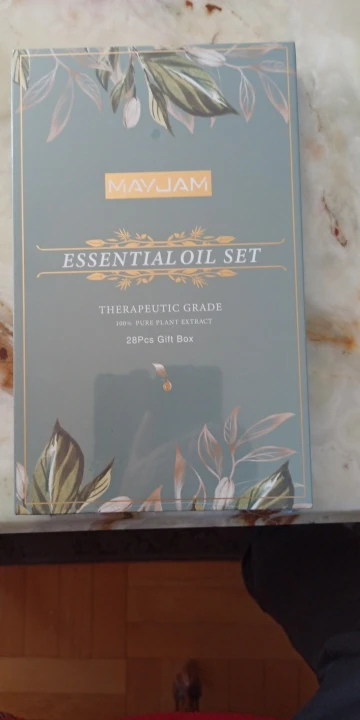 MAYJAM
ESSENTIAL OIL SET
THERAPEUTIC GRADE
100% PURE PLANT EXTRACT
28Pcs Gift Box